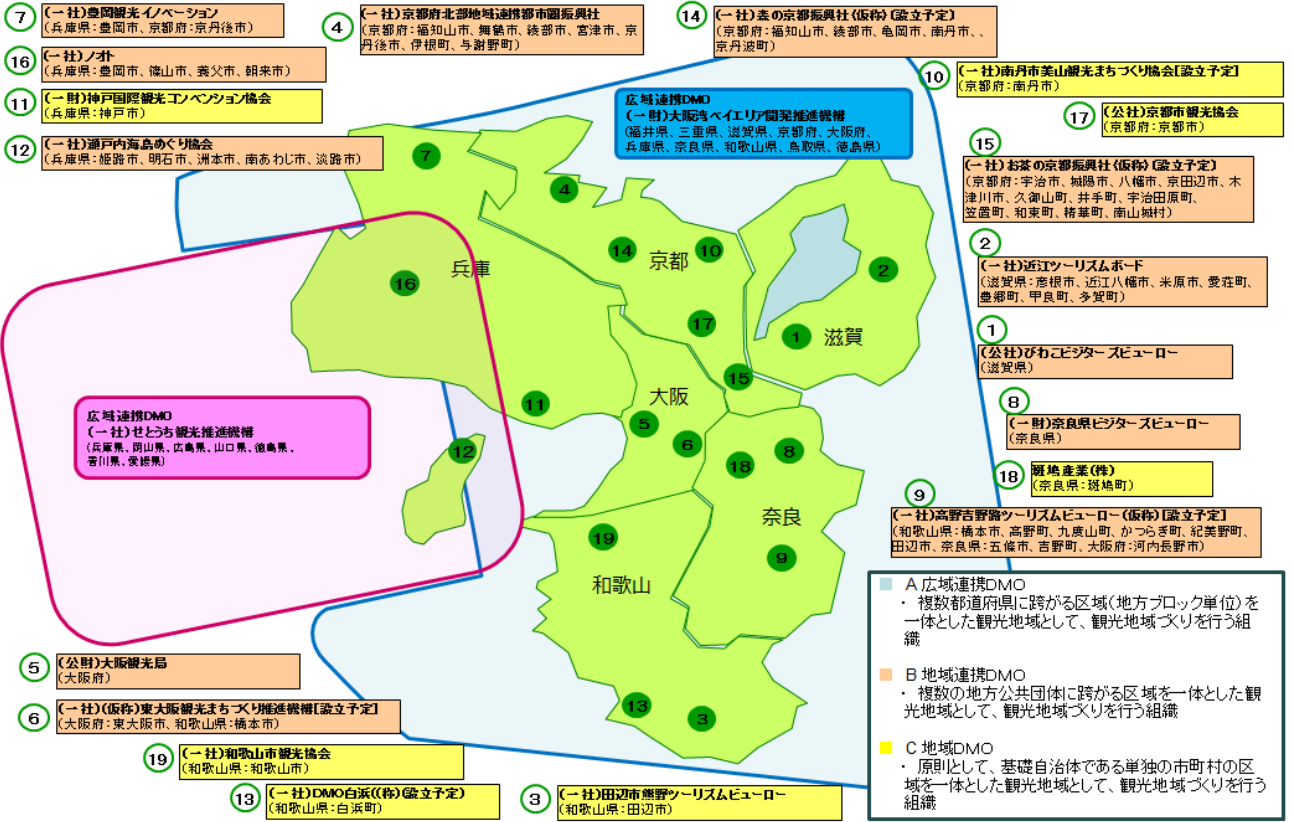 7
(一社)豊岡観光イノベーション
(兵庫県:豊岡市、京都府:京丹後市)
16
(一社)ノオト
(兵庫県:豊岡市、篠山市、養父市、朝来市)
11
(一財)神戸国際観光コンベンション協会
(兵庫県:神戸市)
12
(一社)瀬戸内海島めぐり協会
(兵庫県:姫路市、明石市、洲本市、南あわじ市、淡路市)
4
(一社)京都府北部地域連携都市圏振興社
(京都府:福知山市、舞鶴市、綾部市、宮津市、京
丹後市、伊根町、与謝野町)
14
(一社)森の京都振興社(仮称)[設立予定]
(京都府:福知山市、綾部市、亀岡市、南丹市、、
京丹波町)
10
(一社)南丹市美山観光まちづくり協会[設立予定]
(京都府:南丹市)
17
(公社)京都市観光協会
(京都府:京都市)
15
(一社)お茶の京都振興社(仮称)[設立予定]
(京都府:宇治市、城陽市、八幡市、京田辺市、木
津川市、久御山町、井手町、宇治田原町、
笠置町、和束町、精華町、南山城村)
2
(一社)近江ツーリズムボード
(滋賀県:彦根市、近江八幡市、米原市、愛荘町、
豊郷町、甲良町、多賀町)
1
(公社)びわこビジターズビューロー
(滋賀県)
8
(一財)奈良県ビジターズビューロー
(奈良県)
18
斑鳩産業(株)
(奈良県:斑鳩町)
9
(一社)高野吉野路ツーリズムビューロー(仮称)[設立予定]
(和歌山県:橋本市、高野町、九度山町、かつらぎ町、紀美野町、
田辺市、奈良県:五條市、吉野町、大阪府:河内長野市)
広域連携DMO
(一財)大阪湾ベイエリア開発推進機構
(福井県、三重県、滋賀県、京都府、大阪府、
兵庫県、奈良県、和歌山県、鳥取県、徳島県)
広域連携DMO
(一社)せとうち観光推進機構
(兵庫県、岡山県、広島県、山口県、徳島県、
香川県、愛媛県)
7
4
14
京都
10
兵庫
16
2
17
1
滋賀
15
大阪
11
5
6
12
18
8
奈良
19
9
和歌山
13
3
5
(公財)大阪観光局
(大阪府)
6
(一社)(仮称)東大阪観光まちづくり推進機構[設立予定]
(大阪府:東大阪市、和歌山県:橋本市)
19
(一社)和歌山市観光協会
(和歌山県:和歌山市)
13
(一社)DMO白浜((称)(設立予定)
(和歌山県:白浜町)
3
(一社)田辺市熊野ツーリズムビューロー
(和歌山県:田辺市)
A 広域連携DMO
・ 複数都道府県に跨がる区域(地方ブロック単位)を
一体とした観光地域として、観光地域づくりを行う組
織
B 地域連携DMO
・ 複数の地方公共団体に跨がる区域を一体とした観
光地域として、観光地域づくりを行う組織
C 地域DMO
・ 原則として、基礎自治体である単独の市町村の区
域を一体とした観光地域として、観光地域づくりを行う
組織